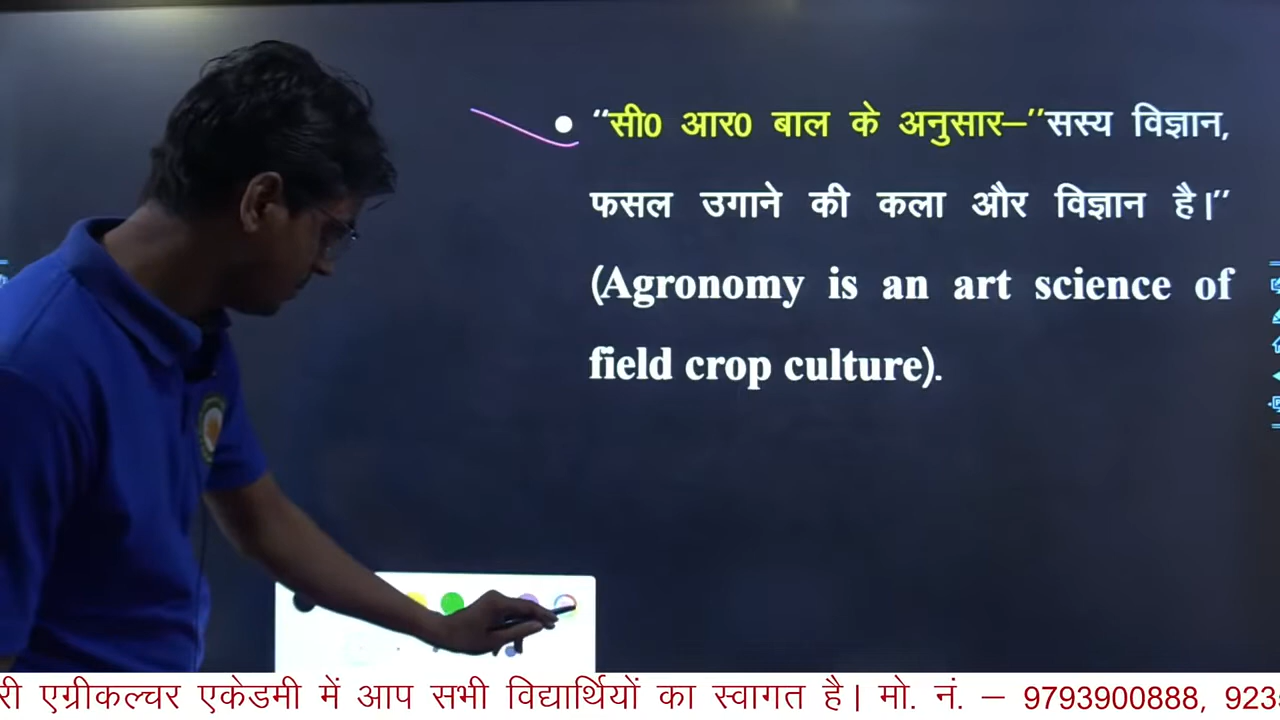 • “सी0 आर0 बाल के अनुसार–”सस्य विज्ञान,
फसल उगाने की कला और विज्ञान है।”
(Agronomy is an art science of
field crop culture).
री एग्रीकल्चर एकेडमी में आप सभी विद्यार्थियों का स्वागत है। मो. नं. – 9793900888, 923